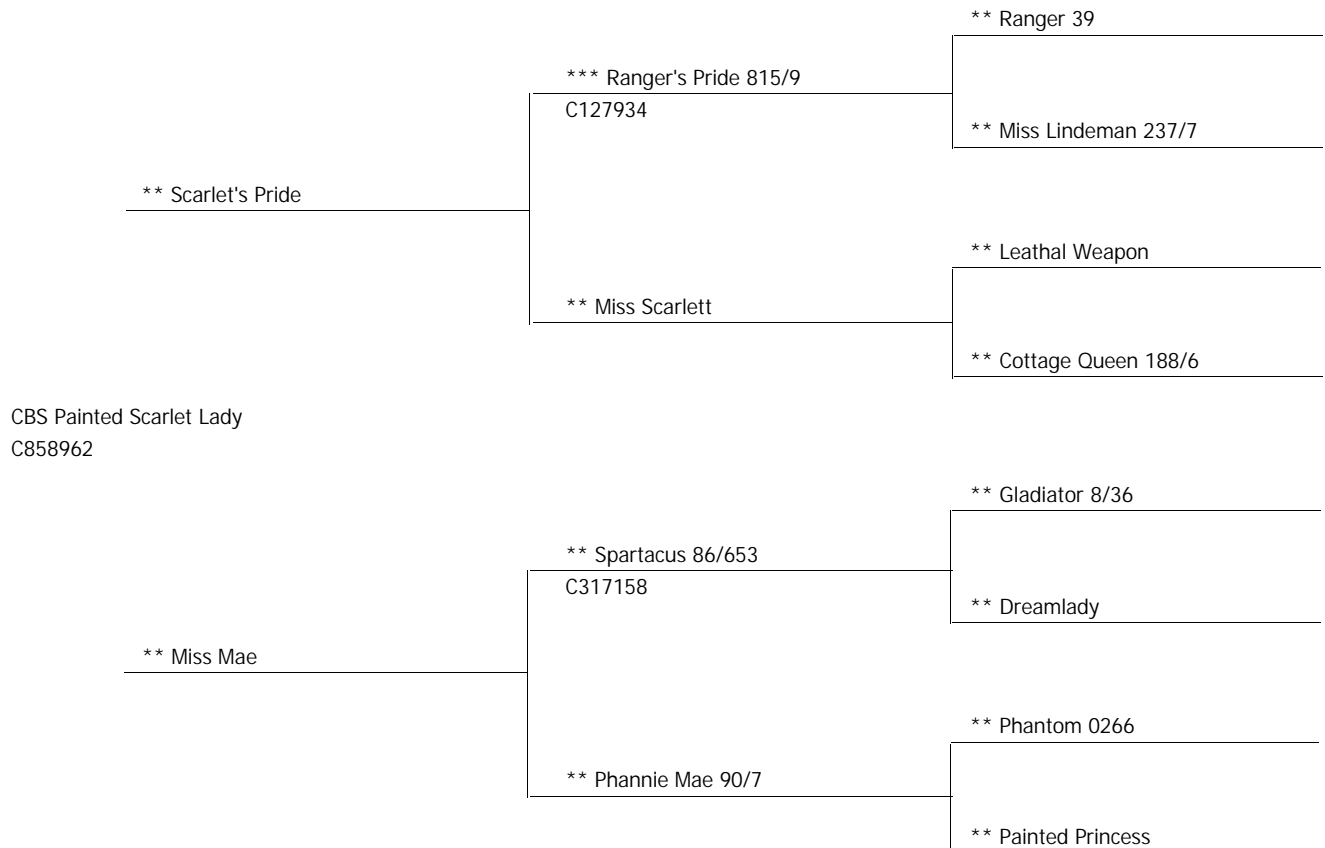 ** Ranger 39
*** Ranger's Pride 815/9
C127934
** Miss Lindeman 237/7
** Scarlet's Pride
** Leathal Weapon
** Miss Scarlett
** Cottage Queen 188/6
CBS Painted Scarlet Lady
C858962
** Gladiator 8/36
** Spartacus 86/653
C317158
** Dreamlady
** Miss Mae
** Phantom 0266
** Phannie Mae 90/7
** Painted Princess